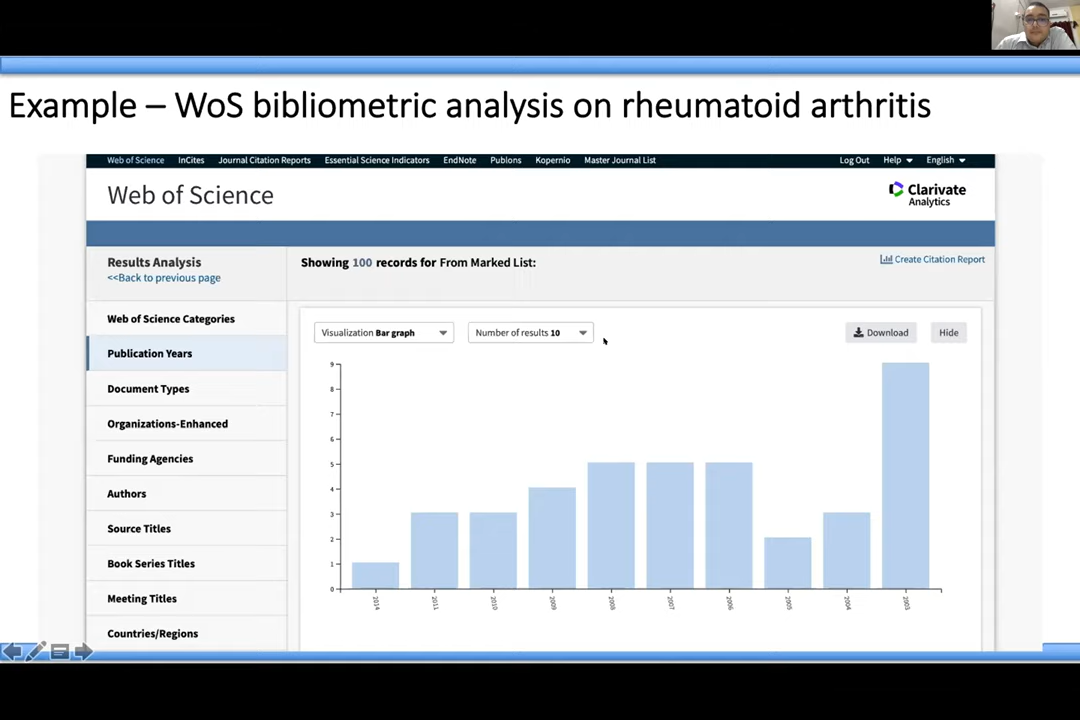 Example – WoS bibliometric analysis on rheumatoid arthritis
Web of Science InCites Journal Citation Reports Essential Science Indicators EndNote Publons Kopernio Master Journal List Log Out Help English
Web of Science
Clarivate
Analytics
Results Analysis
<<Back to previous page
Showing 100 records for From Marked List:
Create Citation Report
Web of Science Categories
Publication Years
Document Types
Organizations-Enhanced
Funding Agencies
Authors
Source Titles
Book Series Titles
Meeting Titles
Countries/Regions
Visualization Bar graph
Number of results 10
Download
Hide
9
8
7
6
5
4
3
2
1
0
2014 2011 2010 2009 2008 2007 2006 2005 2004 2003